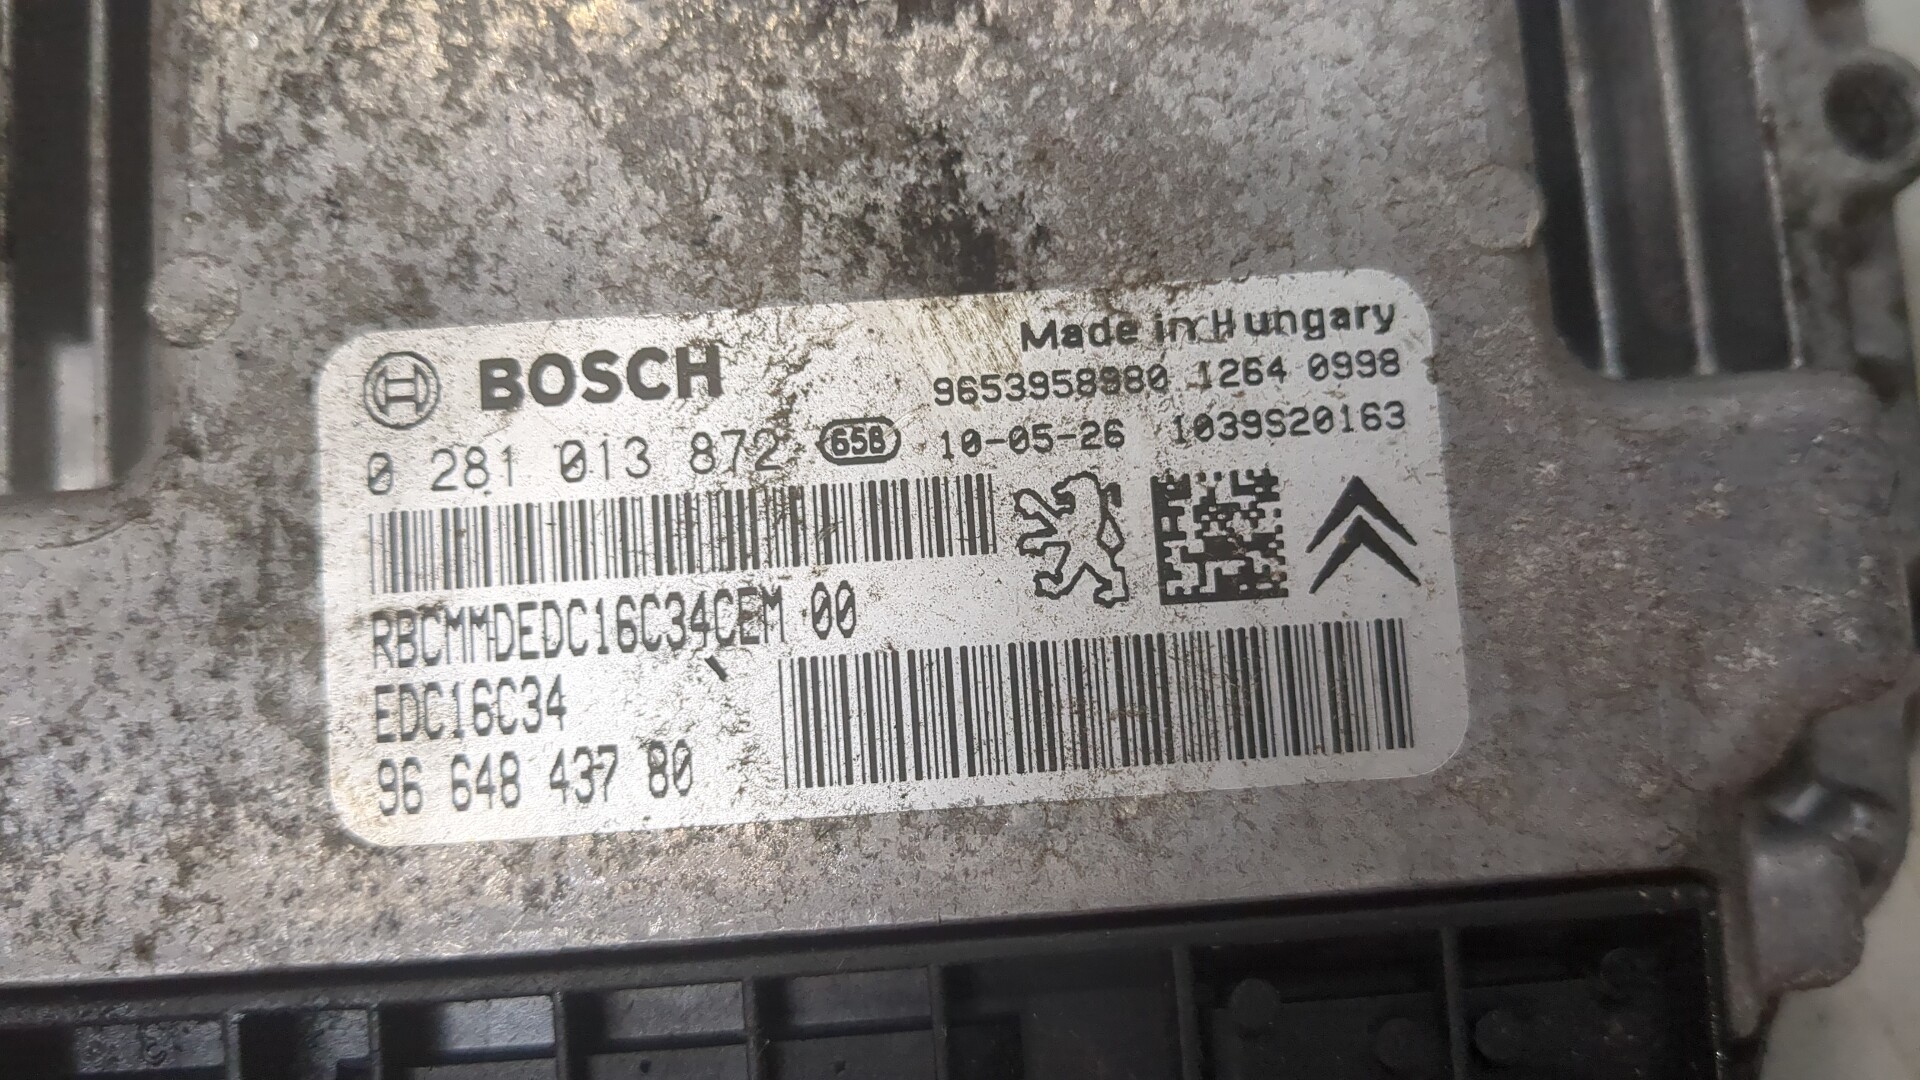 Made in Hungary
BOSCH
9653958980 1264 0998
0 281 013 872 65B 10-05-26 1039S20163
RBCMMDEDC16C34CEM 00
EDC16C34
96 648 437 80